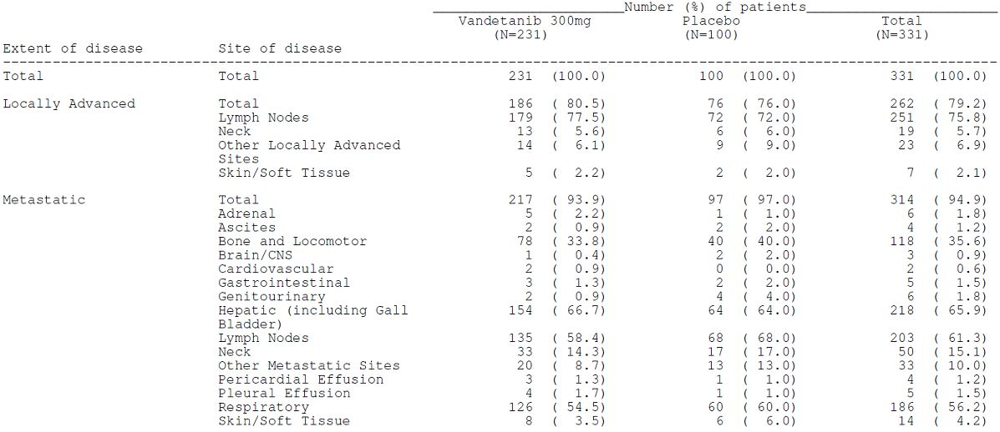 Number (%) of patients
Vandetanib 300mg Placebo Total
(N=231) (N=100) (N=331)
Extent of disease Site of disease
Total Total 231 (100.0) 100 (100.0) 331 (100.0)
Locally Advanced Total 186 ( 80.5) 76 ( 76.0) 262 ( 79.2)
Lymph Nodes 179 ( 77.5) 72 ( 72.0) 251 ( 75.8)
Neck 13 ( 5.6) 6 ( 6.0) 19 ( 5.7)
Other Locally Advanced 14 ( 6.1) 9 ( 9.0) 23 ( 6.9)
Sites
Skin/Soft Tissue 5 ( 2.2) 2 ( 2.0) 7 ( 2.1)
Metastatic Total 217 ( 93.9) 97 ( 97.0) 314 ( 94.9)
Adrenal 5 ( 2.2) 1 ( 1.0) 6 ( 1.8)
Ascites 2 ( 0.9) 2 ( 2.0) 4 ( 1.2)
Bone and Locomotor 78 ( 33.8) 40 ( 40.0) 118 ( 35.6)
Brain/CNS 1 ( 0.4) 2 ( 2.0) 3 ( 0.9)
Cardiovascular 2 ( 0.9) 0 ( 0.0) 2 ( 0.6)
Gastrointestinal 3 ( 1.3) 2 ( 2.0) 5 ( 1.5)
Genitourinary 2 ( 0.9) 4 ( 4.0) 6 ( 1.8)
Hepatic (including Gall 154 ( 66.7) 64 ( 64.0) 218 ( 65.9)
Bladder)
Lymph Nodes 135 ( 58.4) 68 ( 68.0) 203 ( 61.3)
Neck 33 ( 14.3) 17 ( 17.0) 50 ( 15.1)
Other Metastatic Sites 20 ( 8.7) 13 ( 13.0) 33 ( 10.0)
Pericardial Effusion 3 ( 1.3) 1 ( 1.0) 4 ( 1.2)
Pleural Effusion 4 ( 1.7) 1 ( 1.0) 5 ( 1.5)
Respiratory 126 ( 54.5) 60 ( 60.0) 186 ( 56.2)
Skin/Soft Tissue 8 ( 3.5) 6 ( 6.0) 14 ( 4.2)